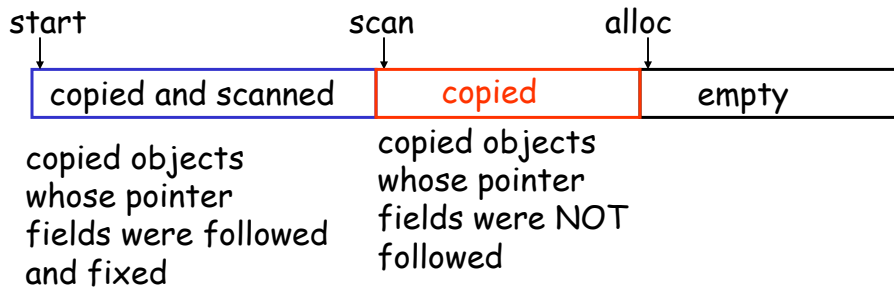 start scan alloc
copied and scanned copied empty
copied objects
whose pointer
fields were followed
and fixed
copied objects
whose pointer
fields were NOT
followed